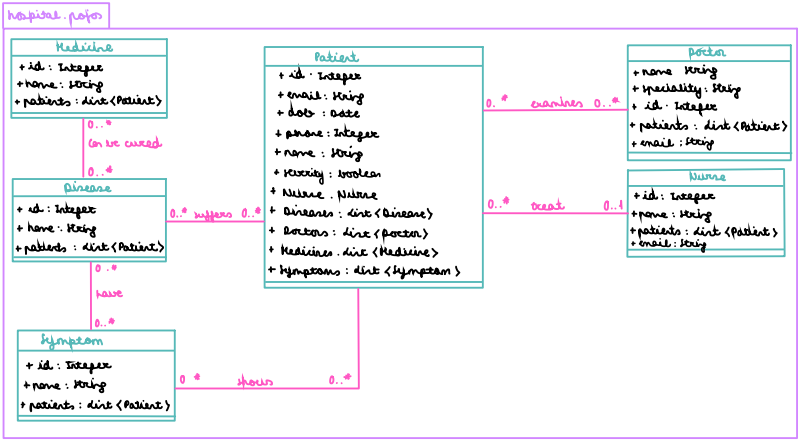 hospital.pojos
Medicine
+ id : Integer
+ name : String
+ patients : List <Patient>
0..*
Can be cured
0..*
Disease
+ id : Integer
+ name : String
+ patients : List <Patient>
0..* suffers 0..*
0..*
have
0..*
Symptom
+ id : Integer
+ name : String
+ patients : List <Patient>
0 * shows 0..*
Patient
+ id : Integer
+ email : String
+ dob : Date
+ phone : Integer
+ name : String
+ : boolean
+ Nurse : Nurse
+ Diseases : List <Disease>
+ Doctors : List <Doctor>
+ Medicines : List <Medicine>
+ Symptoms : List <Symptom>
0..* examines 0..*
Doctor
+ name String
+ speciality : String
+ id : Integer
+ patients : List <Patient>
+ email : String
0..* treat 0..1
Nurse
+ id : Integer
+ name : String
+ patients : List <Patient>
+ email : String